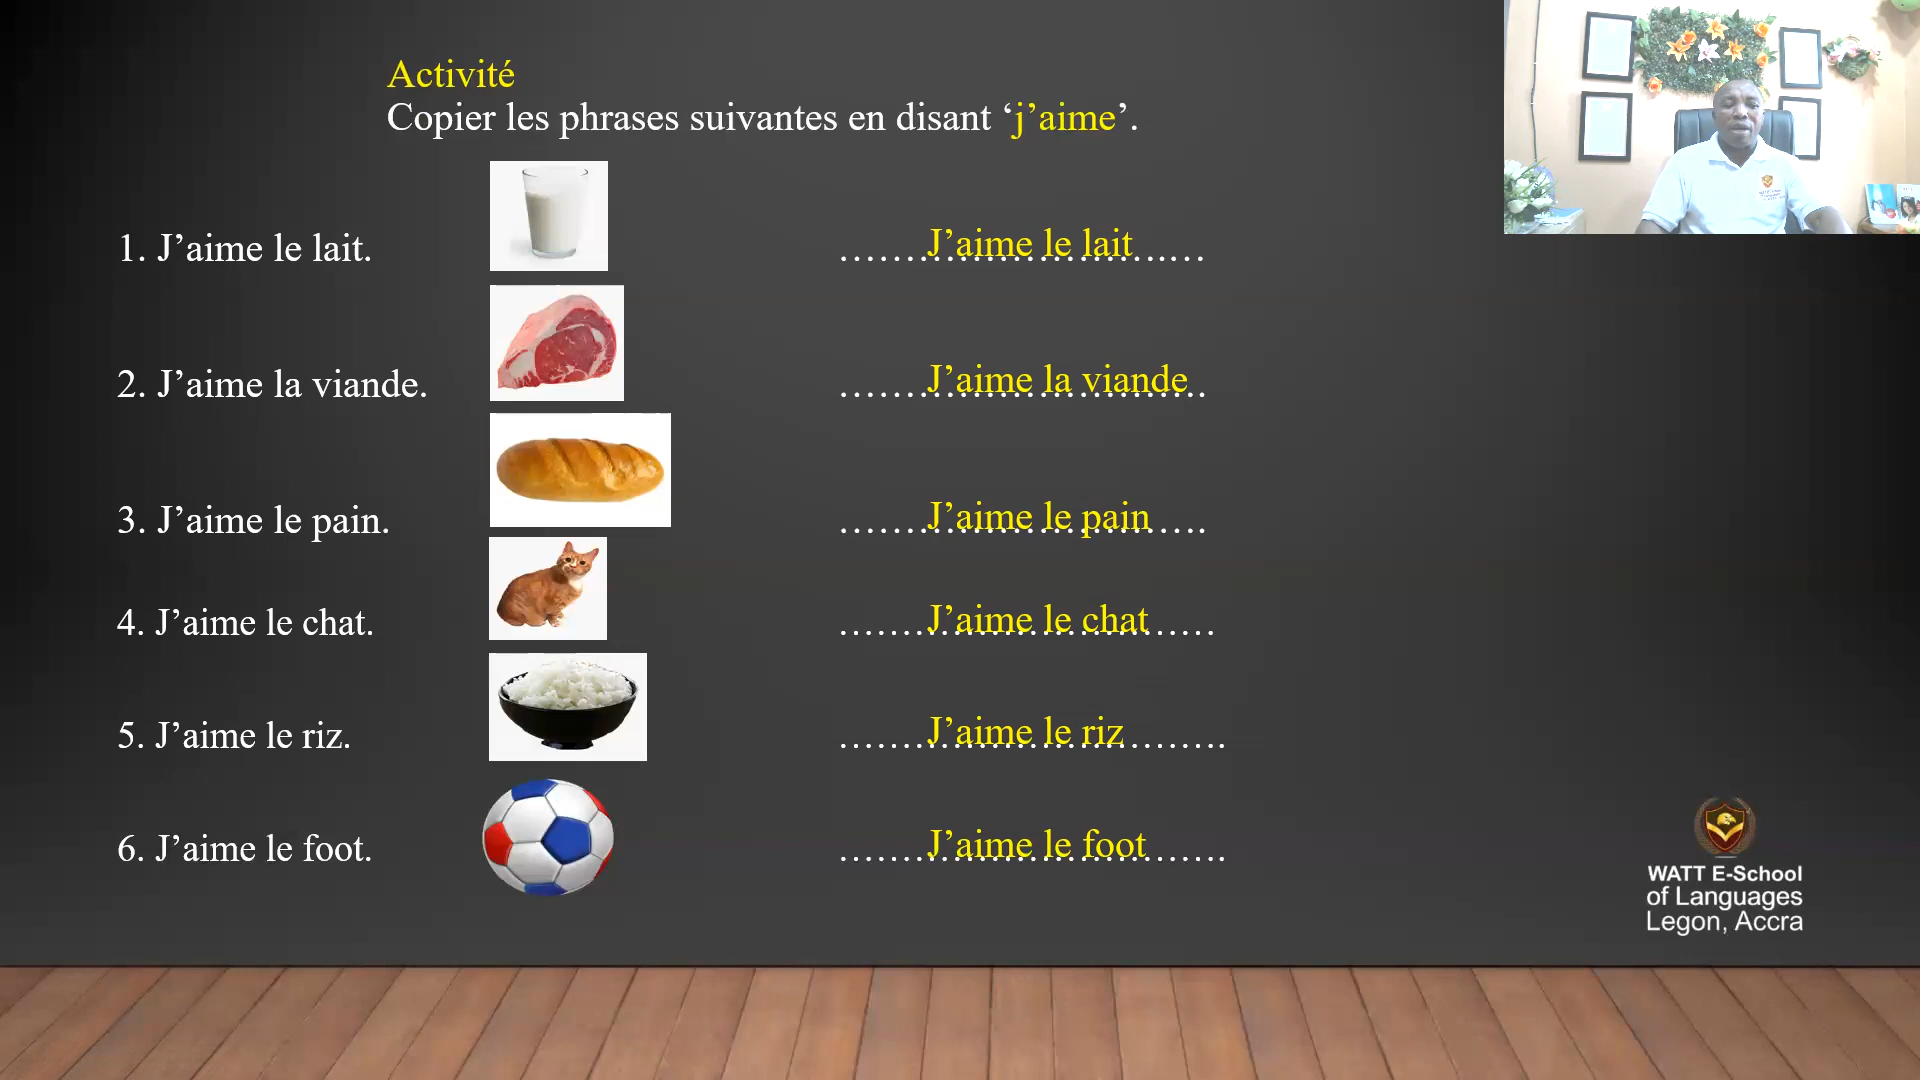 Activité
Copier les phrases suivantes en disant ‘j’aime’.
1. J’aime le lait.
J’aime le lait
2. J’aime la viande.
J’aime la viande
3. J’aime le pain.
J’aime le pain
4. J’aime le chat.
J’aime le chat
5. J’aime le riz.
J’aime le riz
6. J’aime le foot.
J’aime le foot
WATT E-School
of Languages
Legon, Accra